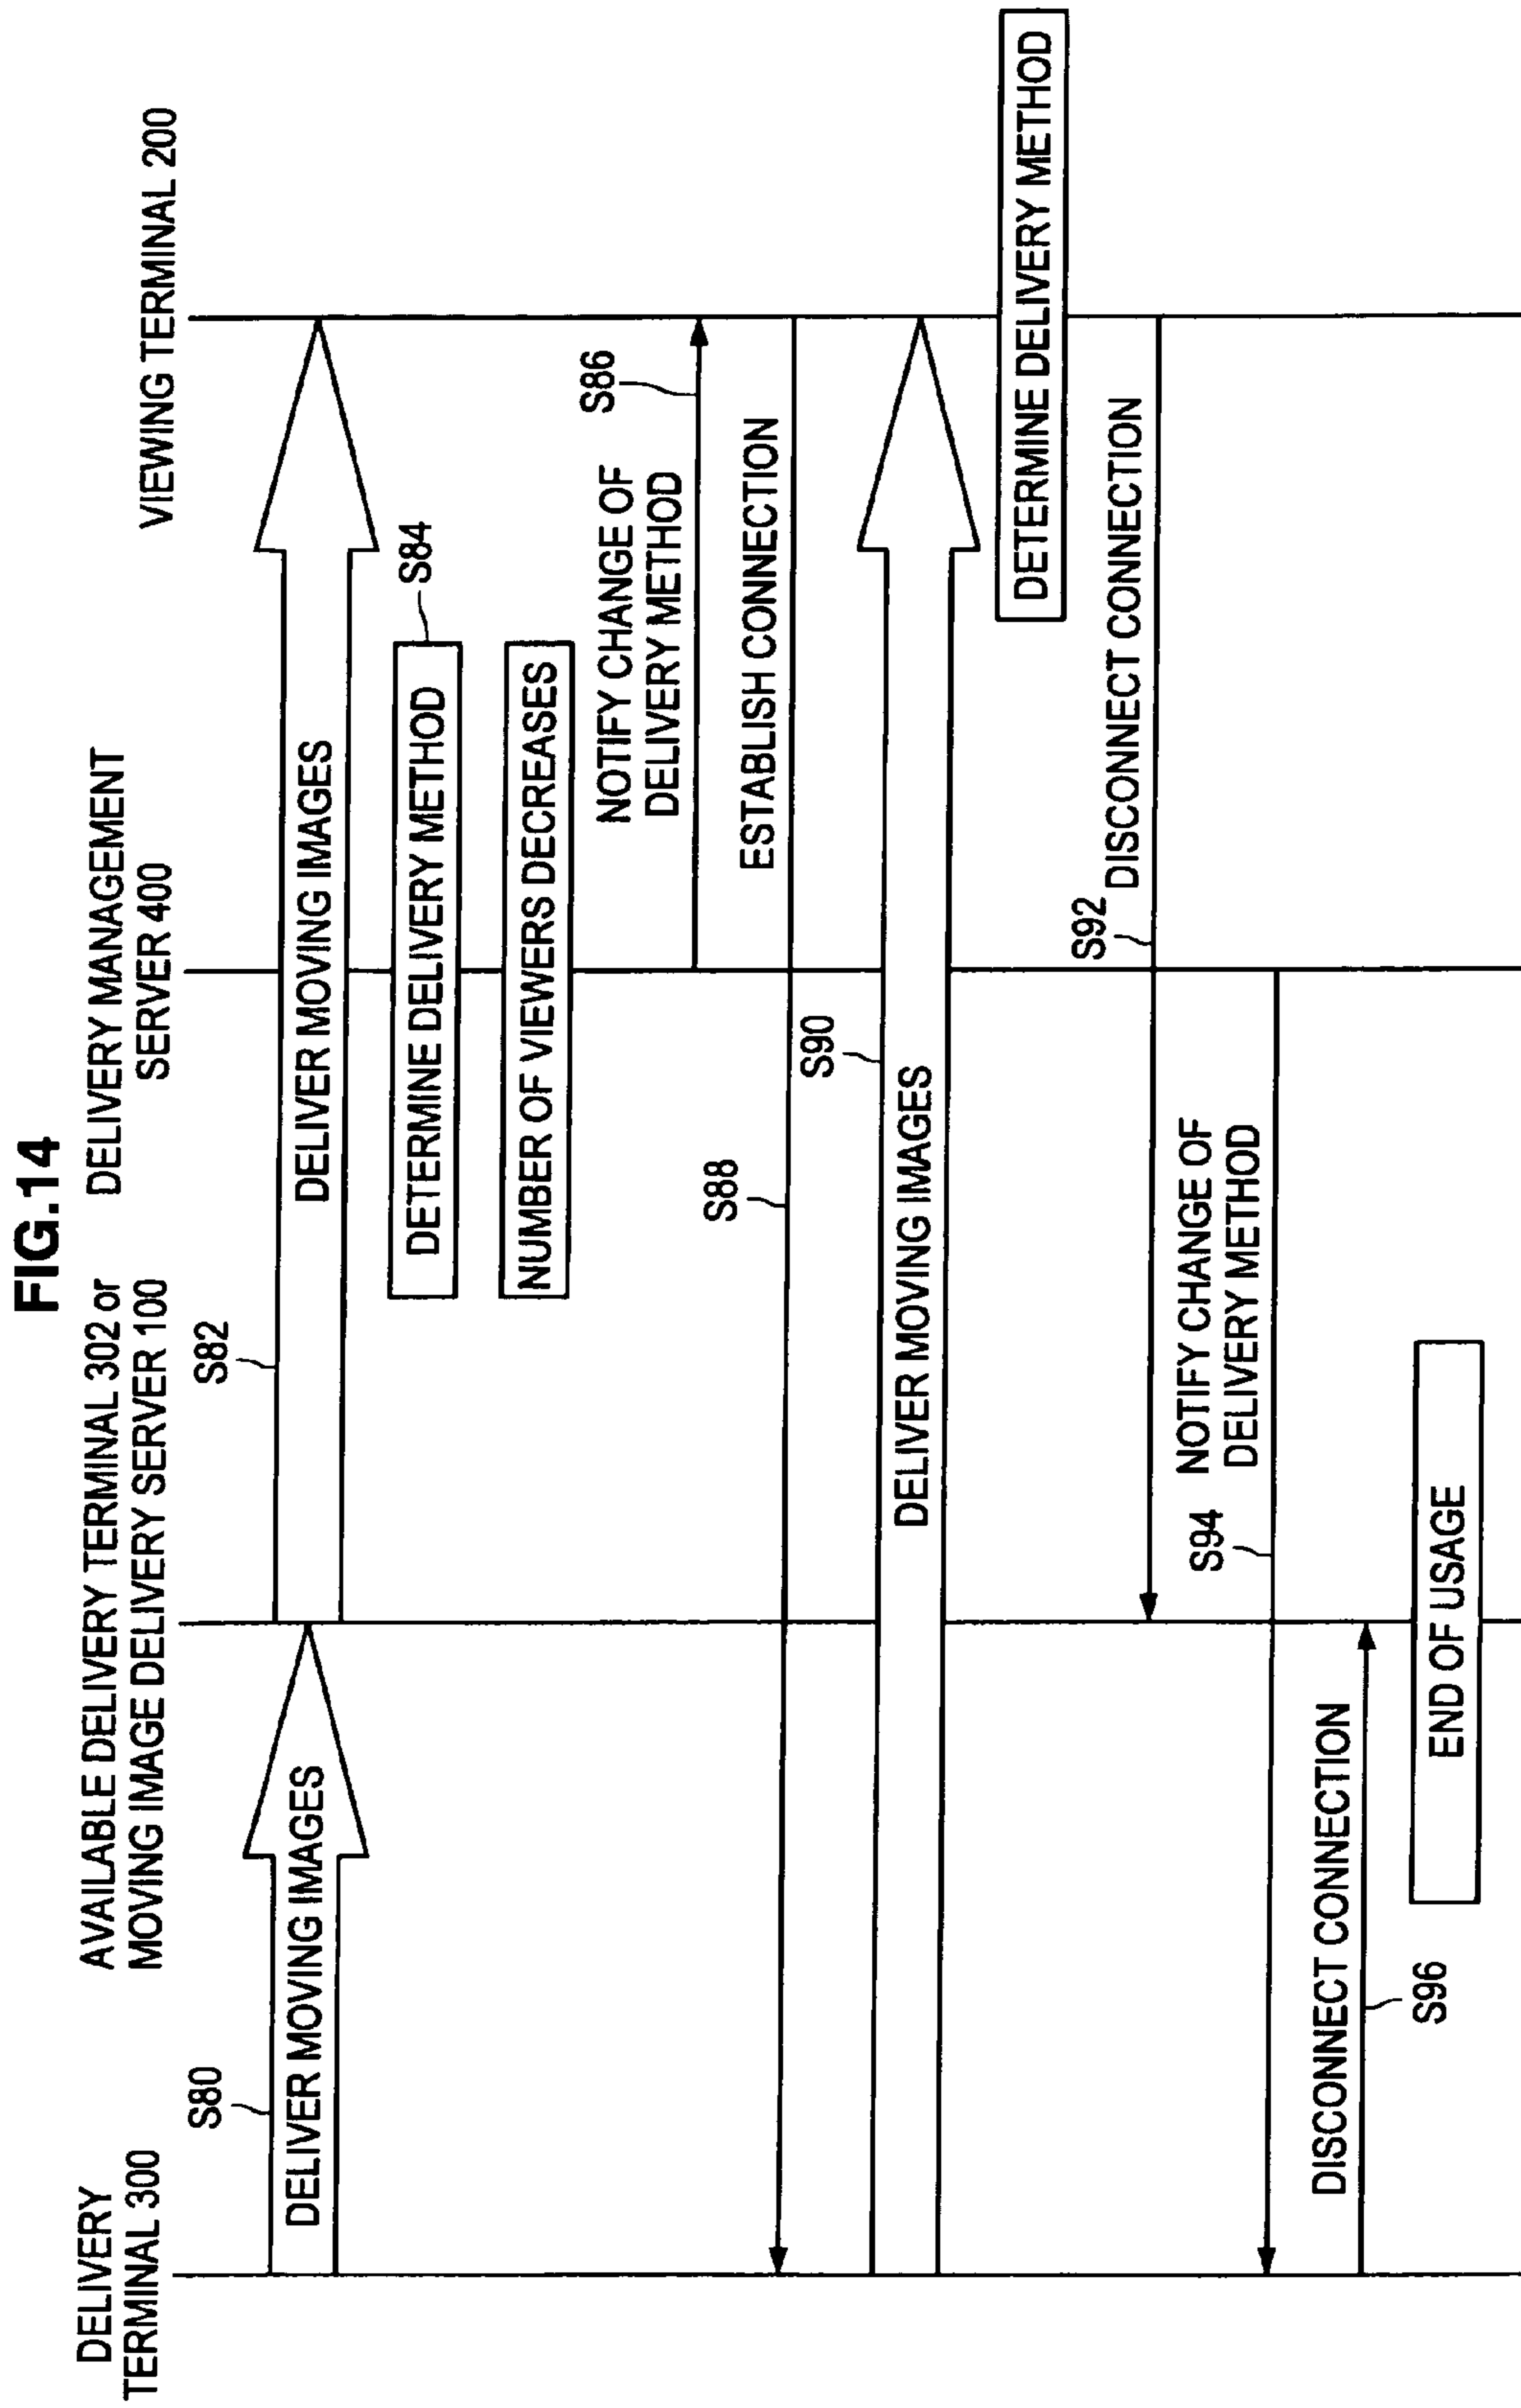 FIG.14
DELIVERY
TERMINAL 300
AVAILABLE DELIVERY TERMINAL 302 or
MOVING IMAGE DELIVERY SERVER 100
DELIVERY MANAGEMENT
SERVER 400
VIEWING TERMINAL 200
S80
DELIVER MOVING IMAGES
S82
DELIVER MOVING IMAGES
DETERMINE DELIVERY METHOD
S84
NUMBER OF VIEWERS DECREASES
NOTIFY CHANGE OF
DELIVERY METHOD
S86
S88
ESTABLISH CONNECTION
S90
DELIVER MOVING IMAGES
DETERMINE DELIVERY METHOD
S92
DISCONNECT CONNECTION
S94
NOTIFY CHANGE OF
DELIVERY METHOD
DISCONNECT CONNECTION
S96
END OF USAGE